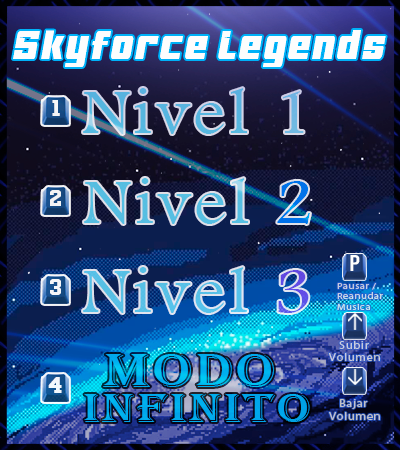 Skyforce Legends
1 Nivel 1
2 Nivel 2
3 Nivel 3
P
Pausar /.
Reanudar
Música
↑
Subir
Volumen
4 MODO
INFINITO
↓
Bajar
Volumen